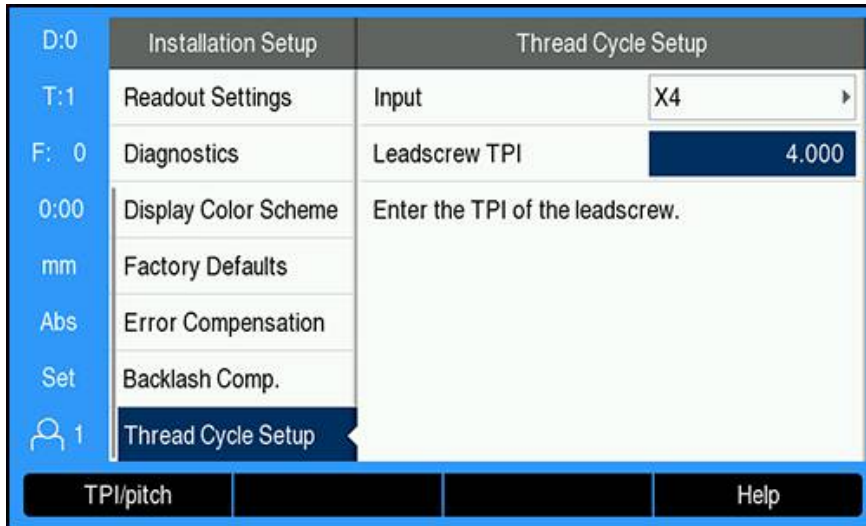 D:0
T:1
F: 0
0:00
mm
Abs
Set
1
Installation Setup
Readout Settings
Diagnostics
Display Color Scheme
Factory Defaults
Error Compensation
Backlash Comp.
Thread Cycle Setup
Thread Cycle Setup
Input X4
Leadscrew TPI 4.000
Enter the TPI of the leadscrew.
TPI/pitch Help